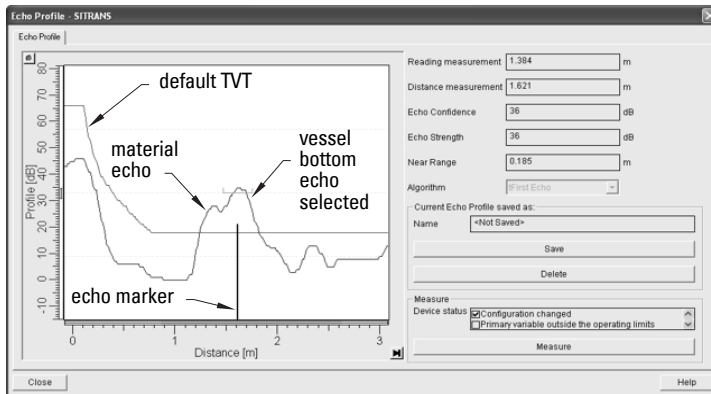 Echo Profile - SITRANS
Echo Profile
Profile [dB]
80
70
60
50
40
30
20
10
0
-10
default TVT
material
echo
vessel
bottom
echo
selected
echo marker
0
1
2
3
Distance [m]
Reading measurement 1.384 m
Distance measurement 1.621 m
Echo Confidence 36 dB
Echo Strength 36 dB
Near Range 0.185 m
Algorithm tFirst Echo
Current Echo Profile saved as:
Name <Not Saved>
Save
Delete
Measure
Device status Configuration changed
Primary variable outside the operating limits
Measure
Close
Help